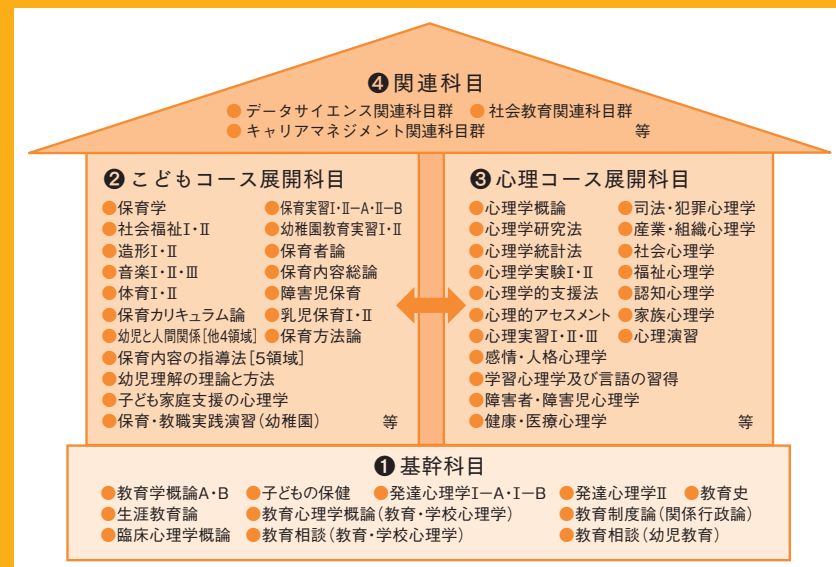 ❹関連科目
●データサイエンス関連科目群 ●社会教育関連科目群
●キャリアマネジメント関連科目群 等
❷こどもコース展開科目
●保育学 ●保育実習Ⅰ・Ⅱ−A・Ⅱ−B
●社会福祉Ⅰ・Ⅱ ●幼稚園教育実習Ⅰ・Ⅱ
●造形Ⅰ・Ⅱ ●保育者論
●音楽Ⅰ・Ⅱ・Ⅲ ●保育内容総論
●体育Ⅰ・Ⅱ ●障害児保育
●保育カリキュラム論 ●乳児保育Ⅰ・Ⅱ
●幼児と人間関係[他4領域] ●保育方法論
●保育内容の指導法[5領域]
●幼児理解の理論と方法
●子ども家庭支援の心理学
●保育・教職実践演習(幼稚園) 等
❸心理コース展開科目
●心理学概論 ●司法・犯罪心理学
●心理学研究法 ●産業・組織心理学
●心理学統計法 ●社会心理学
●心理学実験Ⅰ・Ⅱ ●福祉心理学
●心理学的支援法 ●認知心理学
●心理的アセスメント ●家族心理学
●心理実習Ⅰ・Ⅱ・Ⅲ ●心理演習
●感情・人格心理学
●学習心理学及び言語の習得
●障害者・障害児心理学
●健康・医療心理学 等
❶基幹科目
●教育学概論A・B ●子どもの保健 ●発達心理学Ⅰ−A・Ⅰ−B ●発達心理学Ⅱ ●教育史
●生涯教育論 ●教育心理学概論(教育・学校心理学) ●教育制度論(関係行政論)
●臨床心理学概論 ●教育相談(教育・学校心理学) ●教育相談(幼児教育)